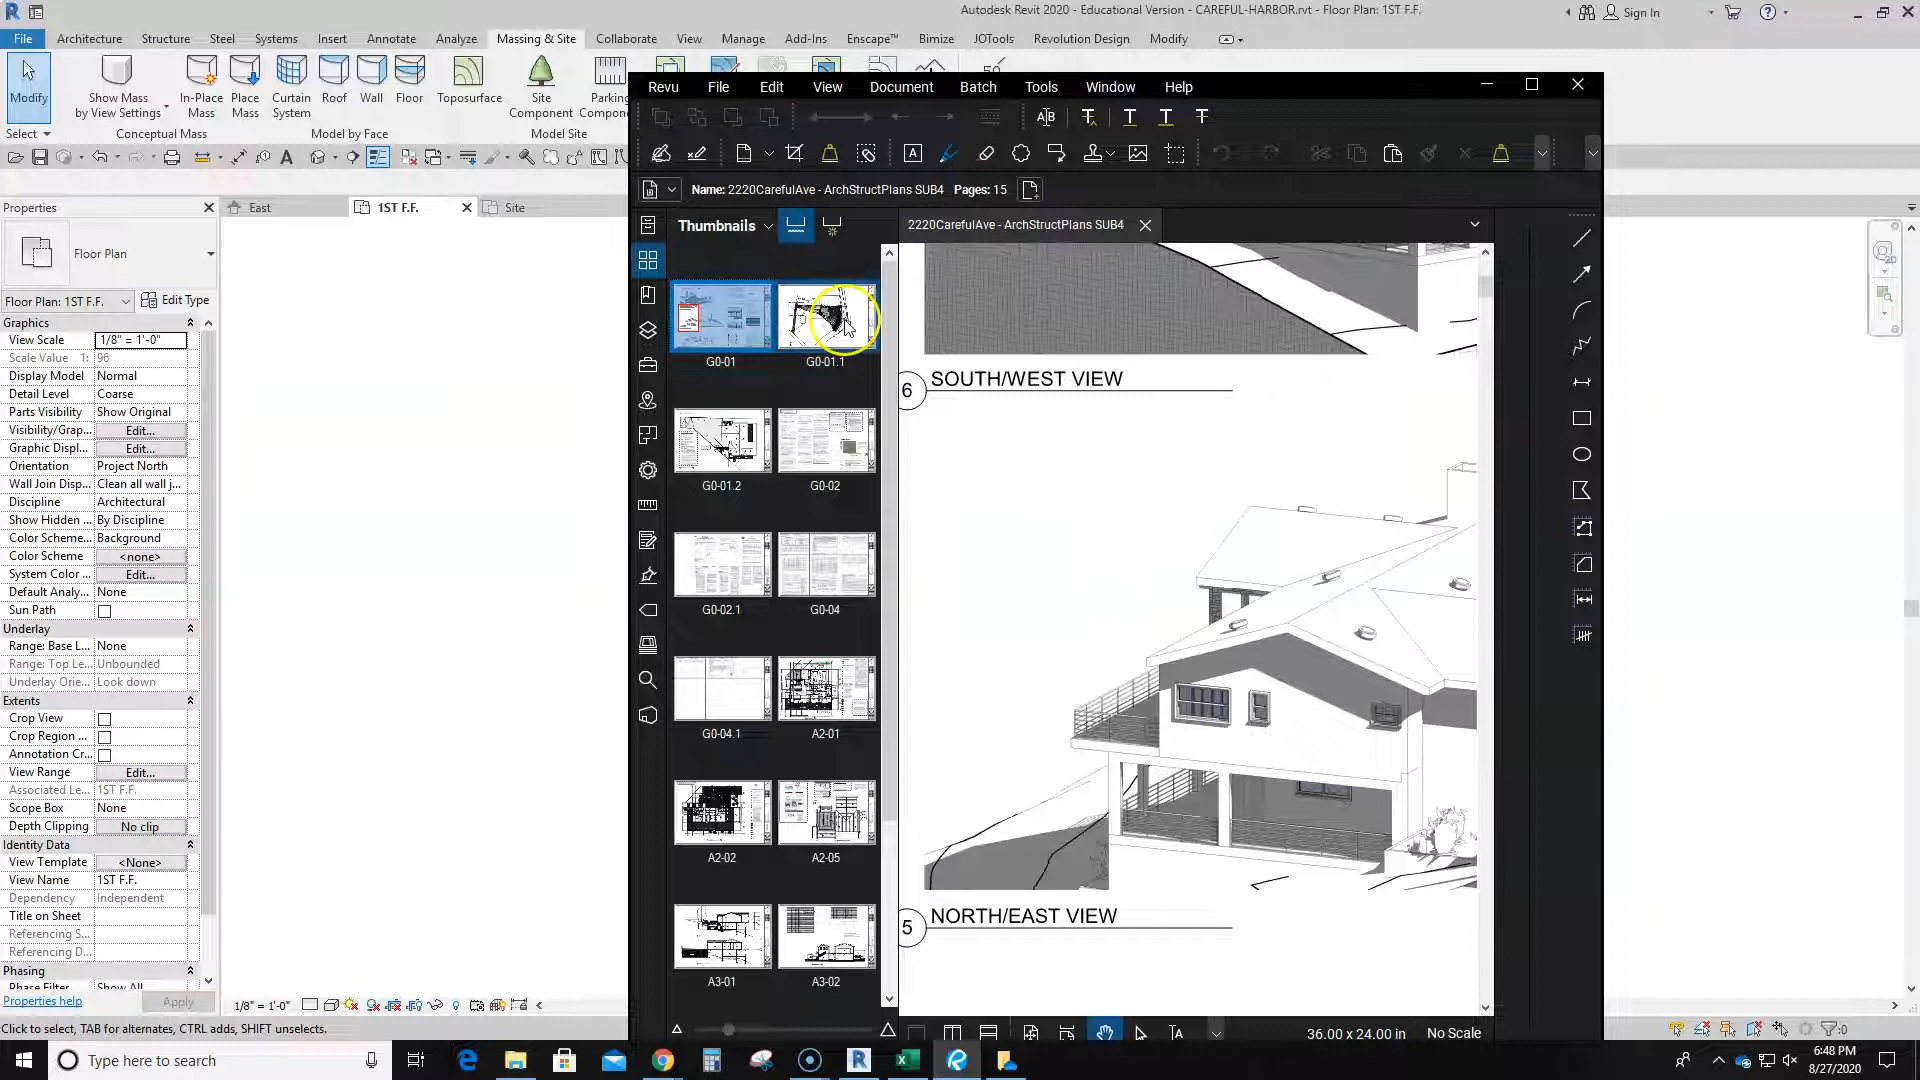 Autodesk Revit 2020 - Educational Version - CAREFUL-HARBOR.rvt - Floor Plan: 1ST F.F.
Sign In
File Architecture Structure Steel Systems Insert Annotate Analyze Massing & Site Collaborate View Manage Add-Ins Enscape™ Bimize JOTools Revolution Design Modify
Modify
Show Mass
by View Settings
In-Place
Mass
Place
Mass
Curtain
System
Roof
Wall
Floor
Toposurface
Site
Component
Parking
Select
Conceptual Mass
Model by Face
Model Site
Revu File Edit View Document Batch Tools Window Help
Name: 2220CarefulAve - ArchStructPlans SUB4 Pages: 15
Properties
East
1ST F.F.
Site
Thumbnails
2220CarefulAve - ArchStructPlans SUB4
Floor Plan
Floor Plan: 1ST F.F.
Edit Type
Graphics
View Scale 1/8" = 1'-0"
Scale Value 1: 96
Display Model Normal
Detail Level Coarse
Parts Visibility Show Original
Visibility/Grap... Edit...
Graphic Displ... Edit...
Orientation Project North
Wall Join Disp... Clean all wall j...
Discipline Architectural
Show Hidden ... By Discipline
Color Scheme... Background
Color Scheme <none>
System Color ... Edit...
Default Analy... None
Sun Path
Underlay
Range: Base L... None
Range: Top Le... Unbounded
Underlay Orie... Look down
Extents
Crop View
Crop Region ...
Annotation Cr...
View Range Edit...
Associated Le... 1ST F.F.
Scope Box None
Depth Clipping No clip
Identity Data
View Template <None>
View Name 1ST F.F.
Dependency Independent
Title on Sheet
Referencing S...
Referencing D...
Phasing
Phase Filter Show All
Properties help
Apply
G0-01
G0-01.1
G0-01.2
G0-02
G0-02.1
G0-04
G0-04.1
A2-01
A2-02
A2-05
A3-01
A3-02
6 SOUTH/WEST VIEW
5 NORTH/EAST VIEW
1/8" = 1'-0"
36.00 x 24.00 in
No Scale
Click to select, TAB for alternates, CTRL adds, SHIFT unselects.
:0
Type here to search
6:48 PM
8/27/2020